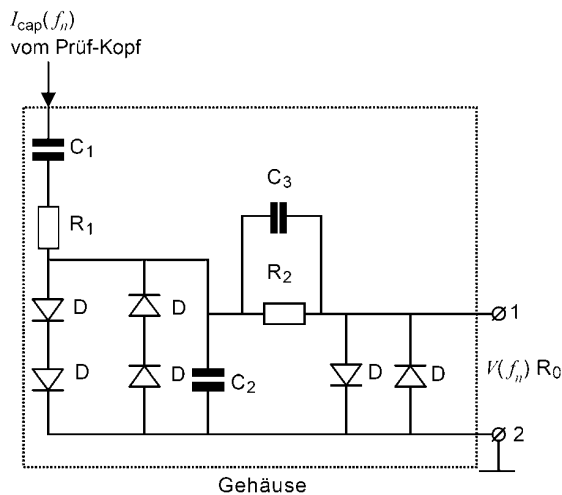 I_cap(f_n)
vom Prüf-Kopf
C1
C3
R1
R2
D
D
D
D
C2
D
D
1
V(f_n) R0
2
Gehäuse